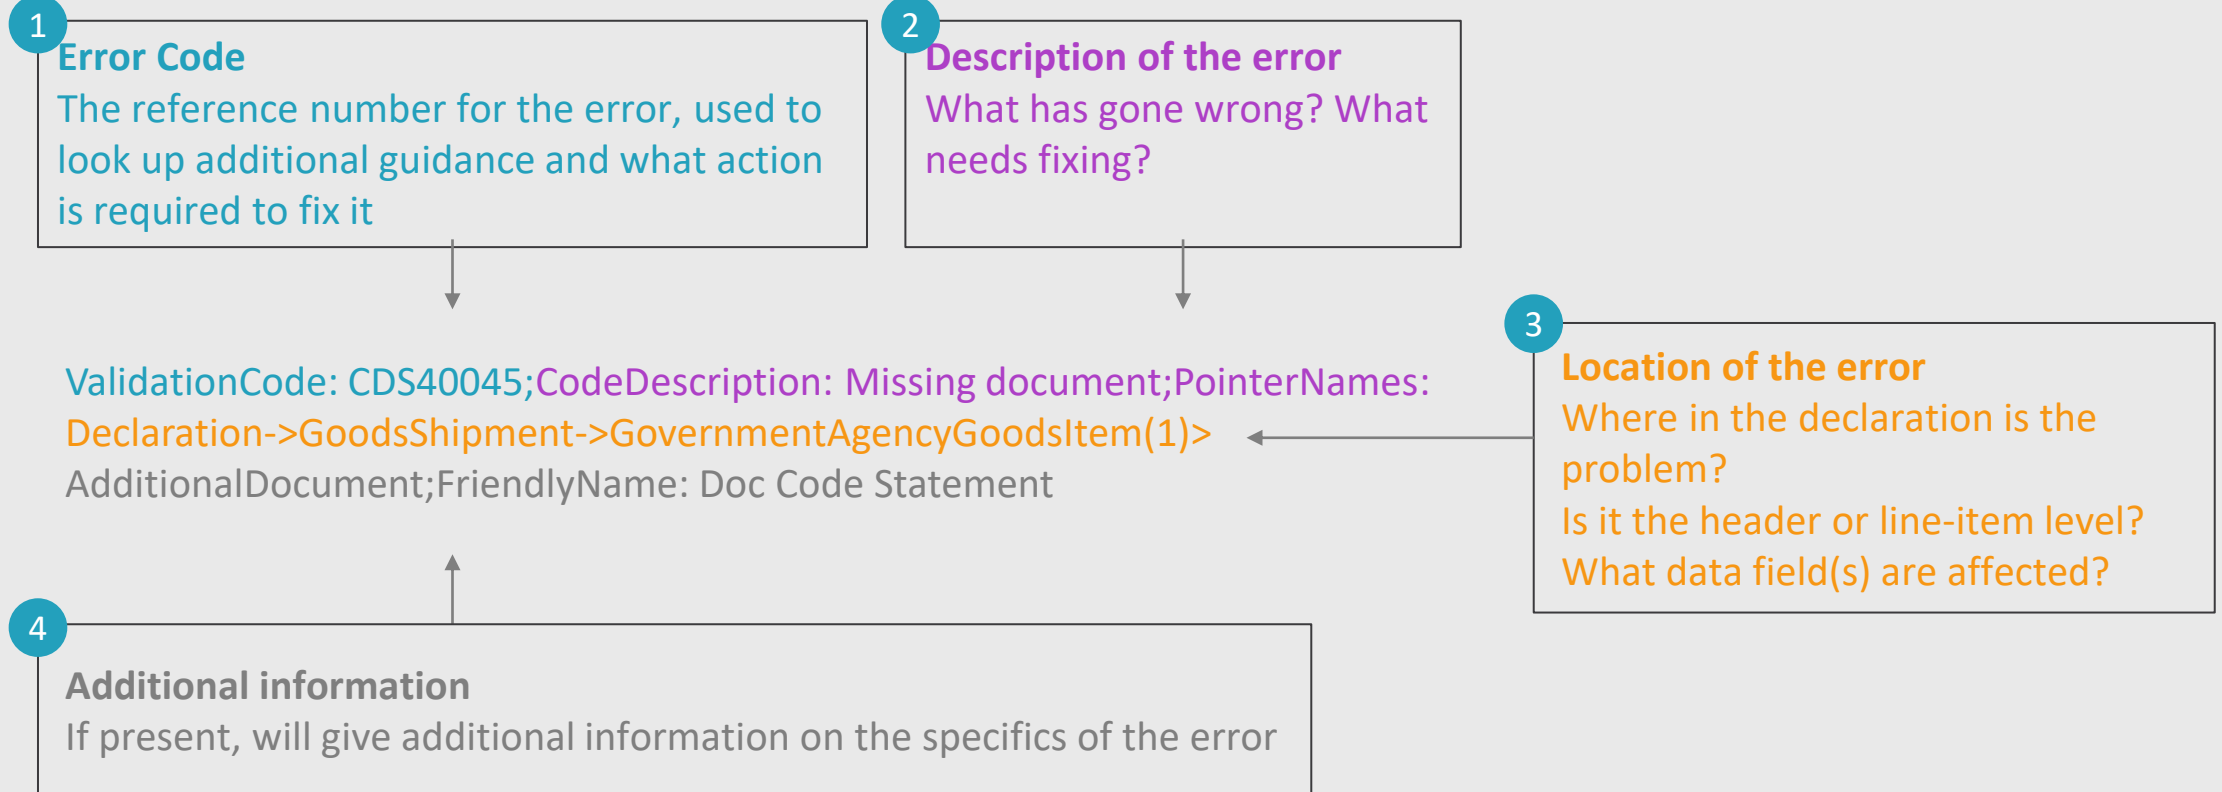 1
Error Code
The reference number for the error, used to
look up additional guidance and what action
is required to fix it
2
Description of the error
What has gone wrong? What
needs fixing?
ValidationCode: CDS40045;CodeDescription: Missing document;PointerNames:
Declaration->GoodsShipment->GovernmentAgencyGoodsItem(1)>
AdditionalDocument;FriendlyName: Doc Code Statement
3
Location of the error
Where in the declaration is the
problem?
Is it the header or line-item level?
What data field(s) are affected?
4
Additional information
If present, will give additional information on the specifics of the error